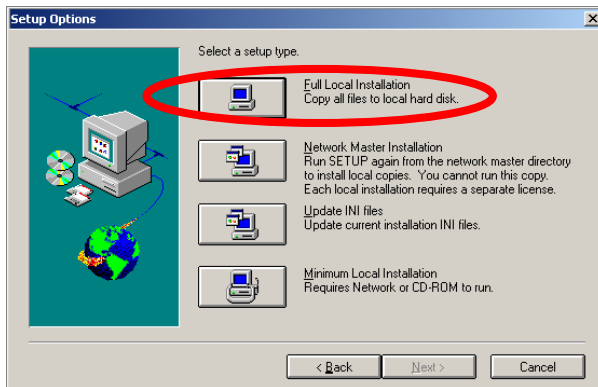 Setup Options
Select a setup type.
Full Local Installation
Copy all files to local hard disk.
Network Master Installation
Run SETUP again from the network master directory
to install local copies. You cannot run this copy.
Each local installation requires a separate license.
Update INI files
Update current installation INI files.
Minimum Local Installation
Requires Network or CD-ROM to run.
< Back
Next >
Cancel